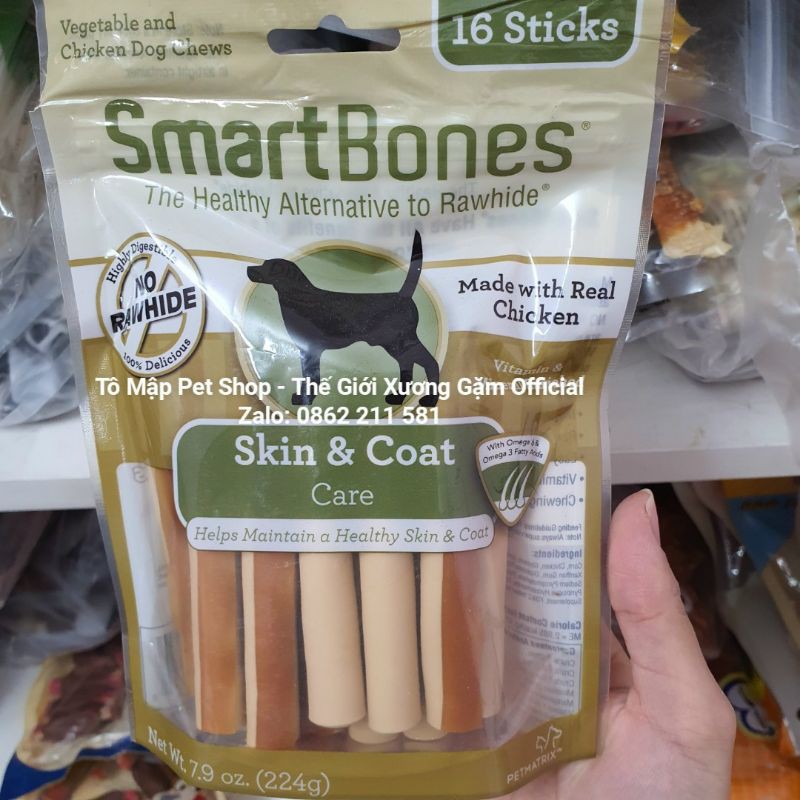 Vegetable and
Chicken Dog Chews
16 Sticks
SmartBones®
The Healthy Alternative to Rawhide®
Highly Digestible
NO
RAWHIDE
100% Delicious
Made with Real
Chicken
Vitamin &
Tô Mập Pet Shop - Thế Giới Xương Gặm Official
Zalo: 0862 211 581
Skin & Coat
Care
Helps Maintain a Healthy Skin & Coat
With Omega 6 &
Omega 3 Fatty Acids
Ingredients:
Net Wt. 7.9 oz. (224g)
PETMATRIX™